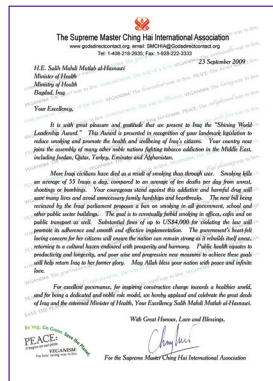 The Supreme Master Ching Hai International Association
www.godsdirectcontact.org, email: SMCHIA@Godsdirectcontact.org
Tel: 1-408-218-2635; Fax: 1-928-222-3333
23 September 2009
H.E. Salih Mahdi Mutlab al-Hasnawi
Minister of Health
Ministry of Health
Bagdad, Iraq
Your Excellency,
It is with great pleasure and gratitude that we present to Iraq the "Shining World
Leadership Award." This Award is presented in recognition of your landmark legislation to
reduce smoking and promote the health and wellbeing of Iraq's citizens. Your country now
joins the assembly of many other noble nations fighting tobacco addiction in the Middle East,
including Jordan, Qatar, Turkey, Emirates and Afghanistan.
More Iraqi civilians have died as a result of smoking than through war. Smoking kills
an average of 55 Iraqis a day, compared to an average of ten deaths per day from unrest,
shootings or bombings. Your courageous stand against this addictive and harmful drug will
save many lives and avoid unnecessary family hardships and heartbreaks. The new bill being
reviewed by the Iraqi parliament proposes a ban on smoking in all government, school and
other public sector buildings. The goal is to eventually forbid smoking in offices, cafés and on
public transport as well. Substantial fines of up to US$4,000 for violating the law will
promote its adherence and smooth and effective implementation. The government's heart-felt
loving concern for her citizens will ensure the nation can remain strong as it rebuilds itself anew,
returning to a cultural haven enlivened with prosperity and harmony. Public health equates to
productivity and longevity, and your wise and progressive new measures to achieve these goals
will help return Iraq to her former glory. May Allah bless your nation with peace and infinite
love.
For excellent governance, for inspiring constructive change towards a healthier world,
and for being a dedicated and noble role model, we hereby applaud and celebrate the great deeds
of Iraq and the esteemed Minister of Health, Your Excellency Salih Mahdi Mutlab al-Hasnawi.
With Great Honour, Love and Blessings,
Be Veg, Go Green, Save the Planet,
PEACE:
VEGANISM
For the Supreme Master Ching Hai International Association